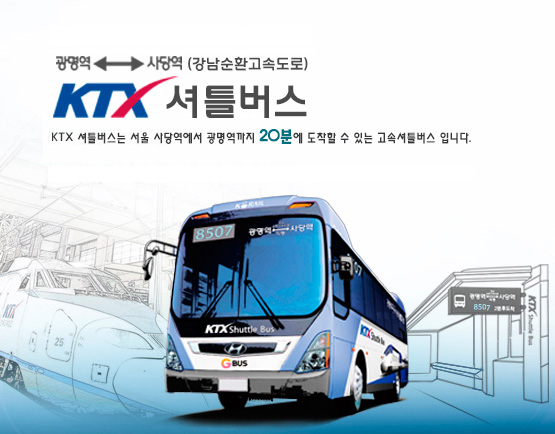 광명역 ↔ 사당역 (강남순환고속도로)
KTX 셔틀버스
KTX 셔틀버스는 서울 사당역에서 광명역까지 20분에 도착할 수 있는 고속셔틀버스 입니다.
KORAIL
8507 광명역 사당역
07
KTX Shuttle Bus
G BUS
KTX Shuttle Bus
25
광명역 사당역
8507
KTX Shuttle Bus